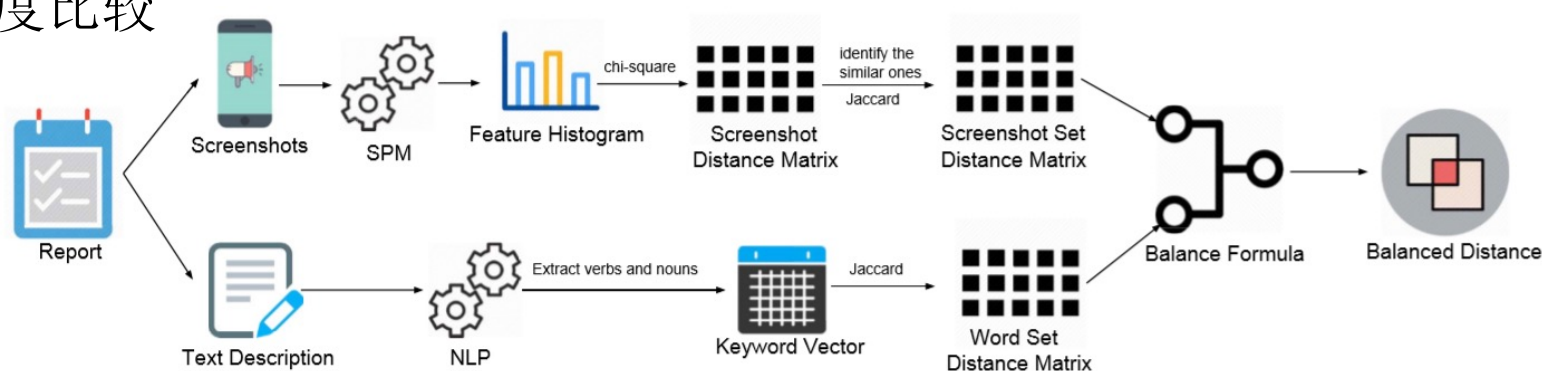 度比较
Report
Screenshots
SPM
Feature Histogram
chi-square
Screenshot
Distance Matrix
identify the
similar ones
Jaccard
Screenshot Set
Distance Matrix
Text Description
NLP
Extract verbs and nouns
Keyword Vector
Jaccard
Word Set
Distance Matrix
Balance Formula
Balanced Distance